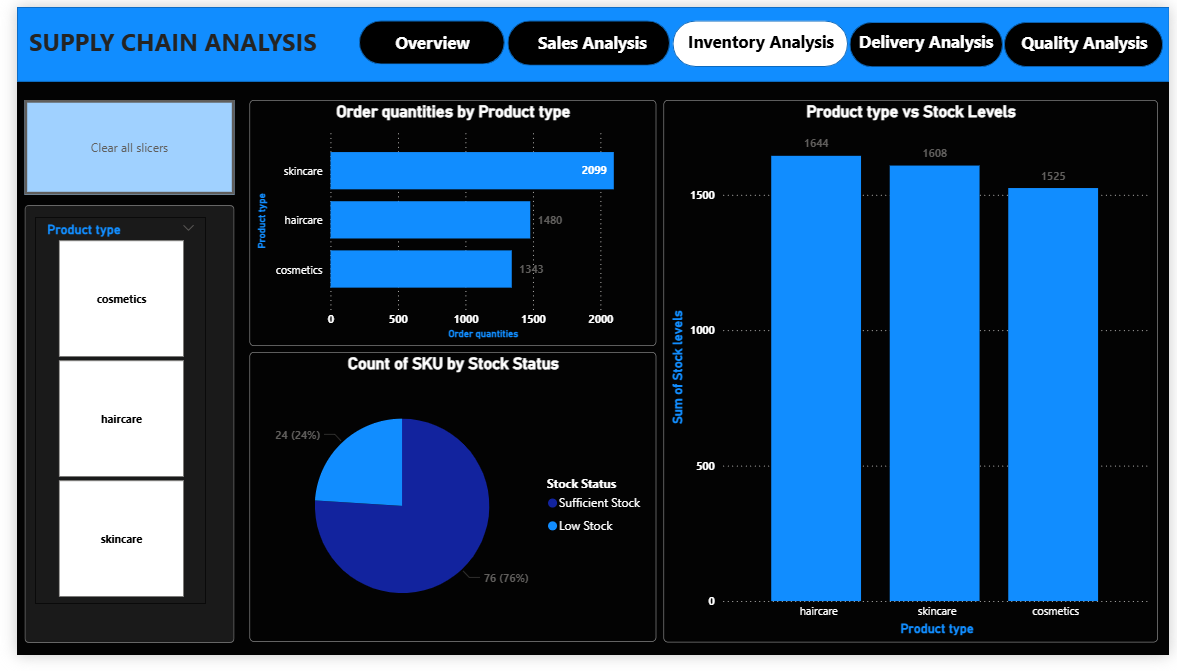 SUPPLY CHAIN ANALYSIS
Overview
Sales Analysis
Inventory Analysis
Delivery Analysis
Quality Analysis
Clear all slicers
Product type
cosmetics
haircare
skincare
Order quantities by Product type
Product type
skincare
2099
haircare
1480
cosmetics
1343
0 500 1000 1500 2000
Order quantities
Count of SKU by Stock Status
24 (24%)
76 (76%)
Stock Status
Sufficient Stock
Low Stock
Product type vs Stock Levels
Sum of Stock levels
1644
1608
1525
1500
1000
500
0
haircare skincare cosmetics
Product type